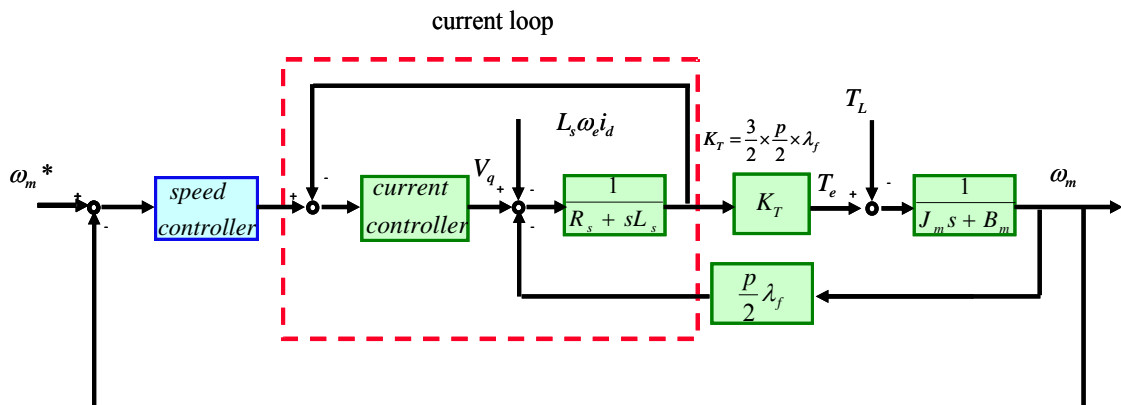 current loop
L_s ω_e i_d
K_T = 3/2 × p/2 × λ_f
T_L
ω_m *
+
-
speed
controller
+
-
current
controller
V_q
+
-
-
1
R_s + sL_s
K_T
T_e
+
-
1
J_m s + B_m
ω_m
p/2 λ_f